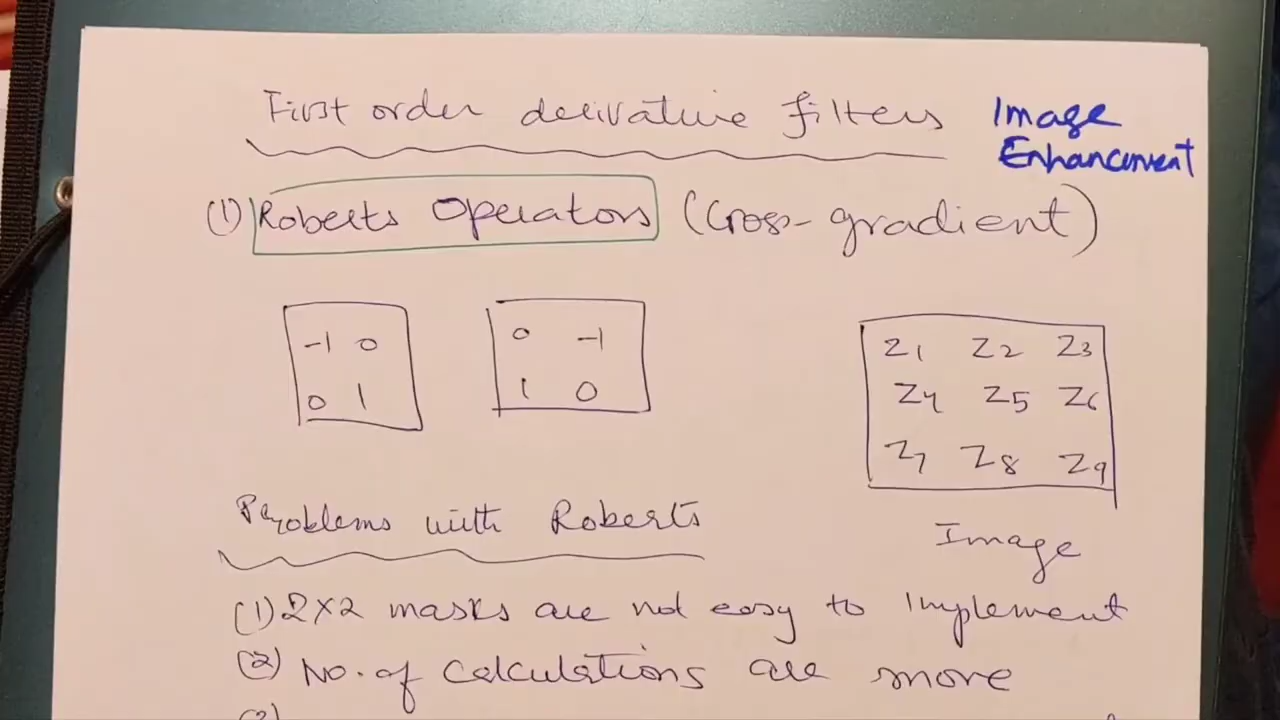 First order derivative filters
Image
Enhancement
(1) Roberts Operators (Cross-gradient)
-1 0
0 1
0 -1
1 0
Z1 Z2 Z3
Z4 Z5 Z6
Z7 Z8 Z9
Image
Problems with Roberts
(1) 2x2 masks are not easy to implement
(2) No. of Calculations are more